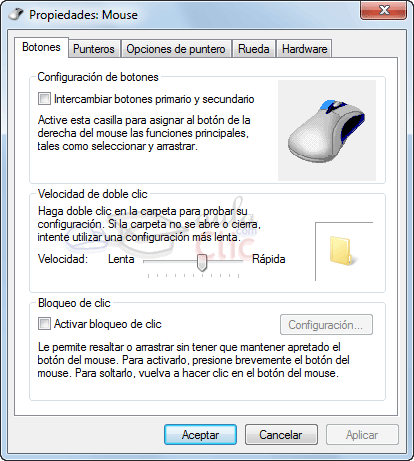 Propiedades: Mouse
Botones Punteros Opciones de puntero Rueda Hardware
Configuración de botones
Intercambiar botones primario y secundario
Active esta casilla para asignar al botón de la
derecha del mouse las funciones principales,
tales como seleccionar y arrastrar.
Velocidad de doble clic
Haga doble clic en la carpeta para probar su
configuración. Si la carpeta no se abre o cierra,
intente utilizar una configuración más lenta.
Velocidad: Lenta Rápida
Clic
Bloqueo de clic
Activar bloqueo de clic
Configuración...
Le permite resaltar o arrastrar sin tener que mantener apretado el
botón del mouse. Para activarlo, presione brevemente el botón del
mouse. Para soltarlo, vuelva a hacer clic en el botón del mouse.
Aceptar Cancelar Aplicar